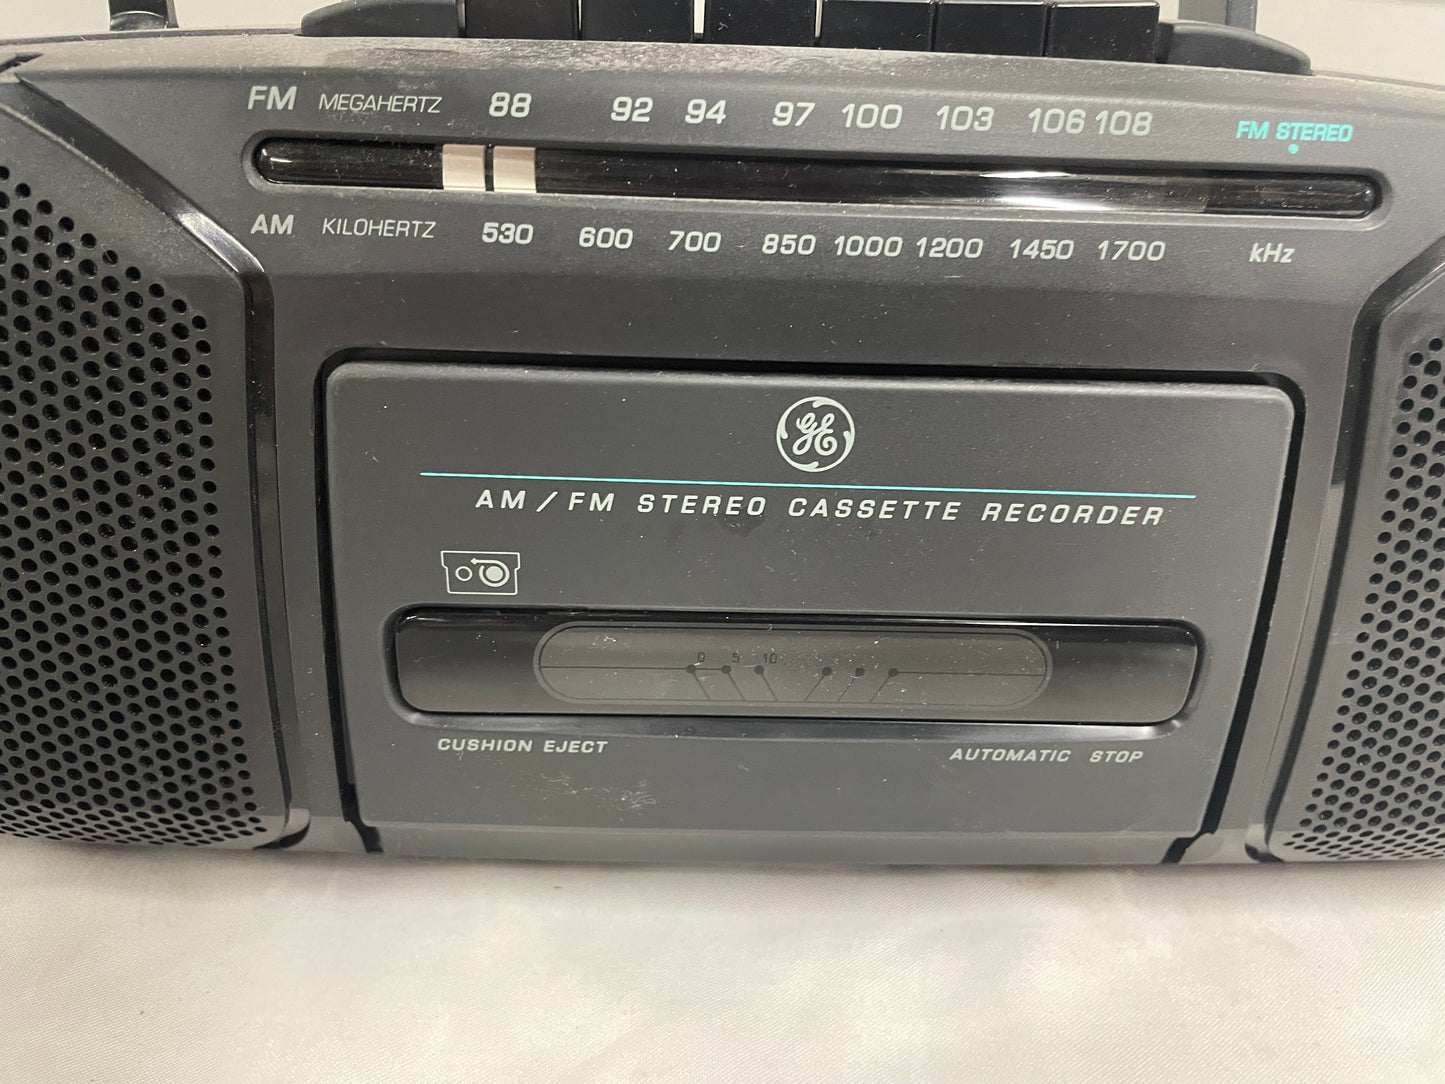 FM MEGAHERTZ 88 92 94 97 100 103 106 108 FM STEREO
AM KILOHERTZ 530 600 700 850 1000 1200 1450 1700 kHz
GE
AM / FM STEREO CASSETTE RECORDER
0 5 10
CUSHION EJECT AUTOMATIC STOP